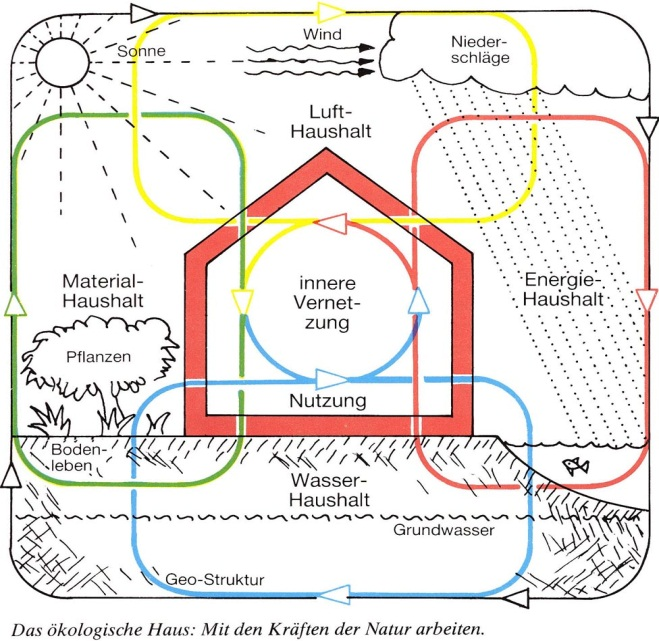 Sonne
Wind
Nieder-
schläge
Luft-
Haushalt
Material-
Haushalt
Pflanzen
innere
Vernet-
zung
Energie-
Haushalt
Nutzung
Boden-
leben
Wasser-
Haushalt
Grundwasser
Geo-Struktur
Das ökologische Haus: Mit den Kräften der Natur arbeiten.